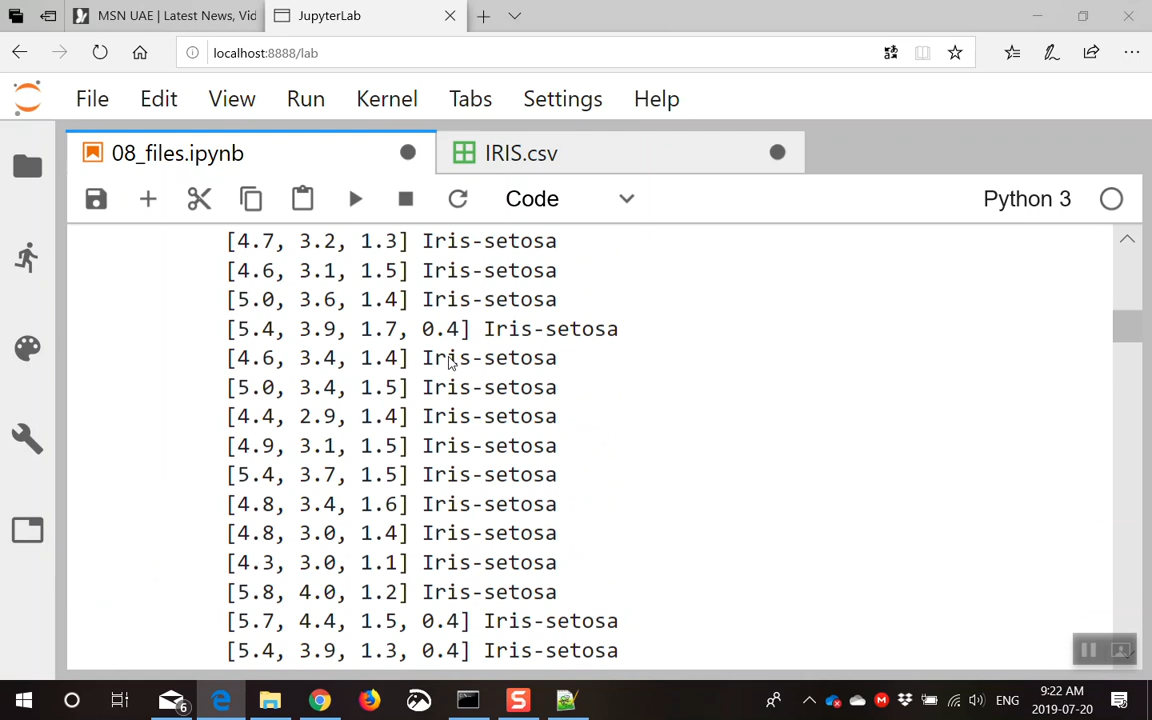 MSN UAE | Latest News, Vid
JupyterLab
localhost:8888/lab
File Edit View Run Kernel Tabs Settings Help
08_files.ipynb
IRIS.csv
Code
Python 3
[4.7, 3.2, 1.3] Iris-setosa
[4.6, 3.1, 1.5] Iris-setosa
[5.0, 3.6, 1.4] Iris-setosa
[5.4, 3.9, 1.7, 0.4] Iris-setosa
[4.6, 3.4, 1.4] Iris-setosa
[5.0, 3.4, 1.5] Iris-setosa
[4.4, 2.9, 1.4] Iris-setosa
[4.9, 3.1, 1.5] Iris-setosa
[5.4, 3.7, 1.5] Iris-setosa
[4.8, 3.4, 1.6] Iris-setosa
[4.8, 3.0, 1.4] Iris-setosa
[4.3, 3.0, 1.1] Iris-setosa
[5.8, 4.0, 1.2] Iris-setosa
[5.7, 4.4, 1.5, 0.4] Iris-setosa
[5.4, 3.9, 1.3, 0.4] Iris-setosa
6
S
M
ENG
9:22 AM
2019-07-20